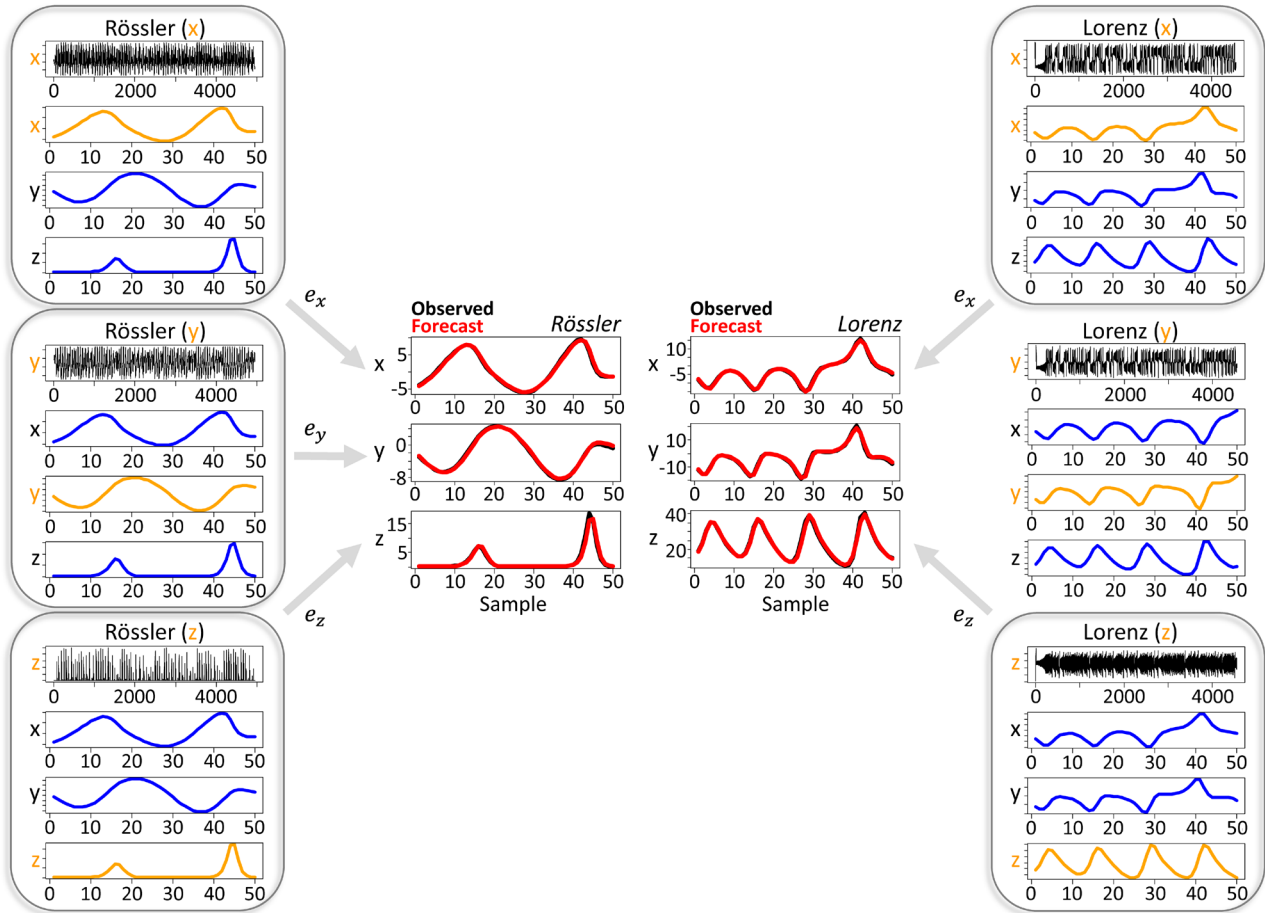 Rössler (x)
x
0 2000 4000
x
0 10 20 30 40 50
y
0 10 20 30 40 50
z
0 10 20 30 40 50
Rössler (y)
y
0 2000 4000
x
0 10 20 30 40 50
y
0 10 20 30 40 50
z
0 10 20 30 40 50
Rössler (z)
z
0 2000 4000
x
0 10 20 30 40 50
y
0 10 20 30 40 50
z
0 10 20 30 40 50
e_x
e_y
e_z
Observed
Forecast Rössler
x
5
-5
0 10 20 30 40 50
y
0
-8
0 10 20 30 40 50
z
15
5
0 10 20 30 40 50
Sample
Observed
Forecast Lorenz
x
10
-5
0 10 20 30 40 50
y
10
-10
0 10 20 30 40 50
z
40
20
0 10 20 30 40 50
Sample
e_x
e_z
Lorenz (x)
x
0 2000 4000
x
0 10 20 30 40 50
y
0 10 20 30 40 50
z
0 10 20 30 40 50
Lorenz (y)
y
0 2000 4000
x
0 10 20 30 40 50
y
0 10 20 30 40 50
z
0 10 20 30 40 50
Lorenz (z)
z
0 2000 4000
x
0 10 20 30 40 50
y
0 10 20 30 40 50
z
0 10 20 30 40 50